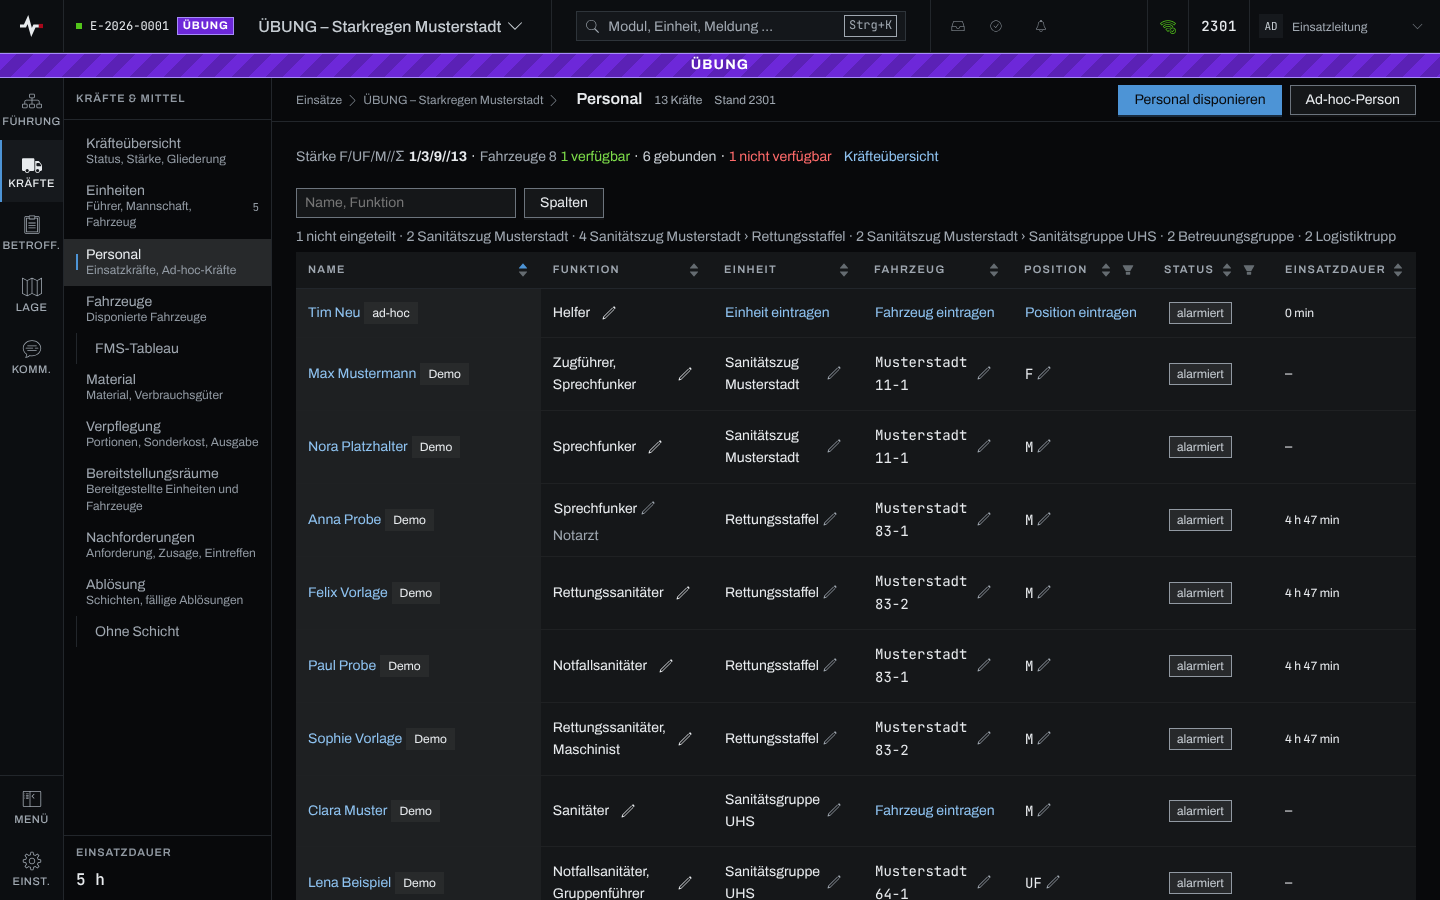 E-2026-0001 ÜBUNG ÜBUNG – Starkregen Musterstadt Modul, Einheit, Meldung ... Strg+K 2301 AD Einsatzleitung
ÜBUNG
FÜHRUNG
KRÄFTE
BETROFF.
LAGE
KOMM.
MENÜ
EINST.
KRÄFTE & MITTEL
Kräfteübersicht
Status, Stärke, Gliederung
Einheiten
Führer, Mannschaft,
Fahrzeug
5
Personal
Einsatzkräfte, Ad-hoc-Kräfte
Fahrzeuge
Disponierte Fahrzeuge
FMS-Tableau
Material
Material, Verbrauchsgüter
Verpflegung
Portionen, Sonderkost, Ausgabe
Bereitstellungsräume
Bereitgestellte Einheiten und
Fahrzeuge
Nachforderungen
Anforderung, Zusage, Eintreffen
Ablösung
Schichten, fällige Ablösungen
Ohne Schicht
EINSATZDAUER
5 h
Einsätze ÜBUNG – Starkregen Musterstadt Personal 13 Kräfte Stand 2301 Personal disponieren Ad-hoc-Person
Stärke F/UF/M//Σ 1/3/9//13 · Fahrzeuge 8 1 verfügbar · 6 gebunden · 1 nicht verfügbar Kräfteübersicht
Name, Funktion Spalten
1 nicht eingeteilt · 2 Sanitätszug Musterstadt · 4 Sanitätszug Musterstadt › Rettungsstaffel · 2 Sanitätszug Musterstadt › Sanitätsgruppe UHS · 2 Betreuungsgruppe · 2 Logistiktrupp
NAME FUNKTION EINHEIT FAHRZEUG POSITION STATUS EINSATZDAUER
Tim Neu ad-hoc Helfer Einheit eintragen Fahrzeug eintragen Position eintragen alarmiert 0 min
Max Mustermann Demo Zugführer, Sprechfunker Sanitätszug Musterstadt Musterstadt 11-1 F alarmiert –
Nora Platzhalter Demo Sprechfunker Sanitätszug Musterstadt Musterstadt 11-1 M alarmiert –
Anna Probe Demo Sprechfunker Notarzt Rettungsstaffel Musterstadt 83-1 M alarmiert 4 h 47 min
Felix Vorlage Demo Rettungssanitäter Rettungsstaffel Musterstadt 83-2 M alarmiert 4 h 47 min
Paul Probe Demo Notfallsanitäter Rettungsstaffel Musterstadt 83-1 M alarmiert 4 h 47 min
Sophie Vorlage Demo Rettungssanitäter, Maschinist Rettungsstaffel Musterstadt 83-2 M alarmiert 4 h 47 min
Clara Muster Demo Sanitäter Sanitätsgruppe UHS Fahrzeug eintragen M alarmiert –
Lena Beispiel Demo Notfallsanitäter, Gruppenführer Sanitätsgruppe UHS Musterstadt 64-1 UF alarmiert –